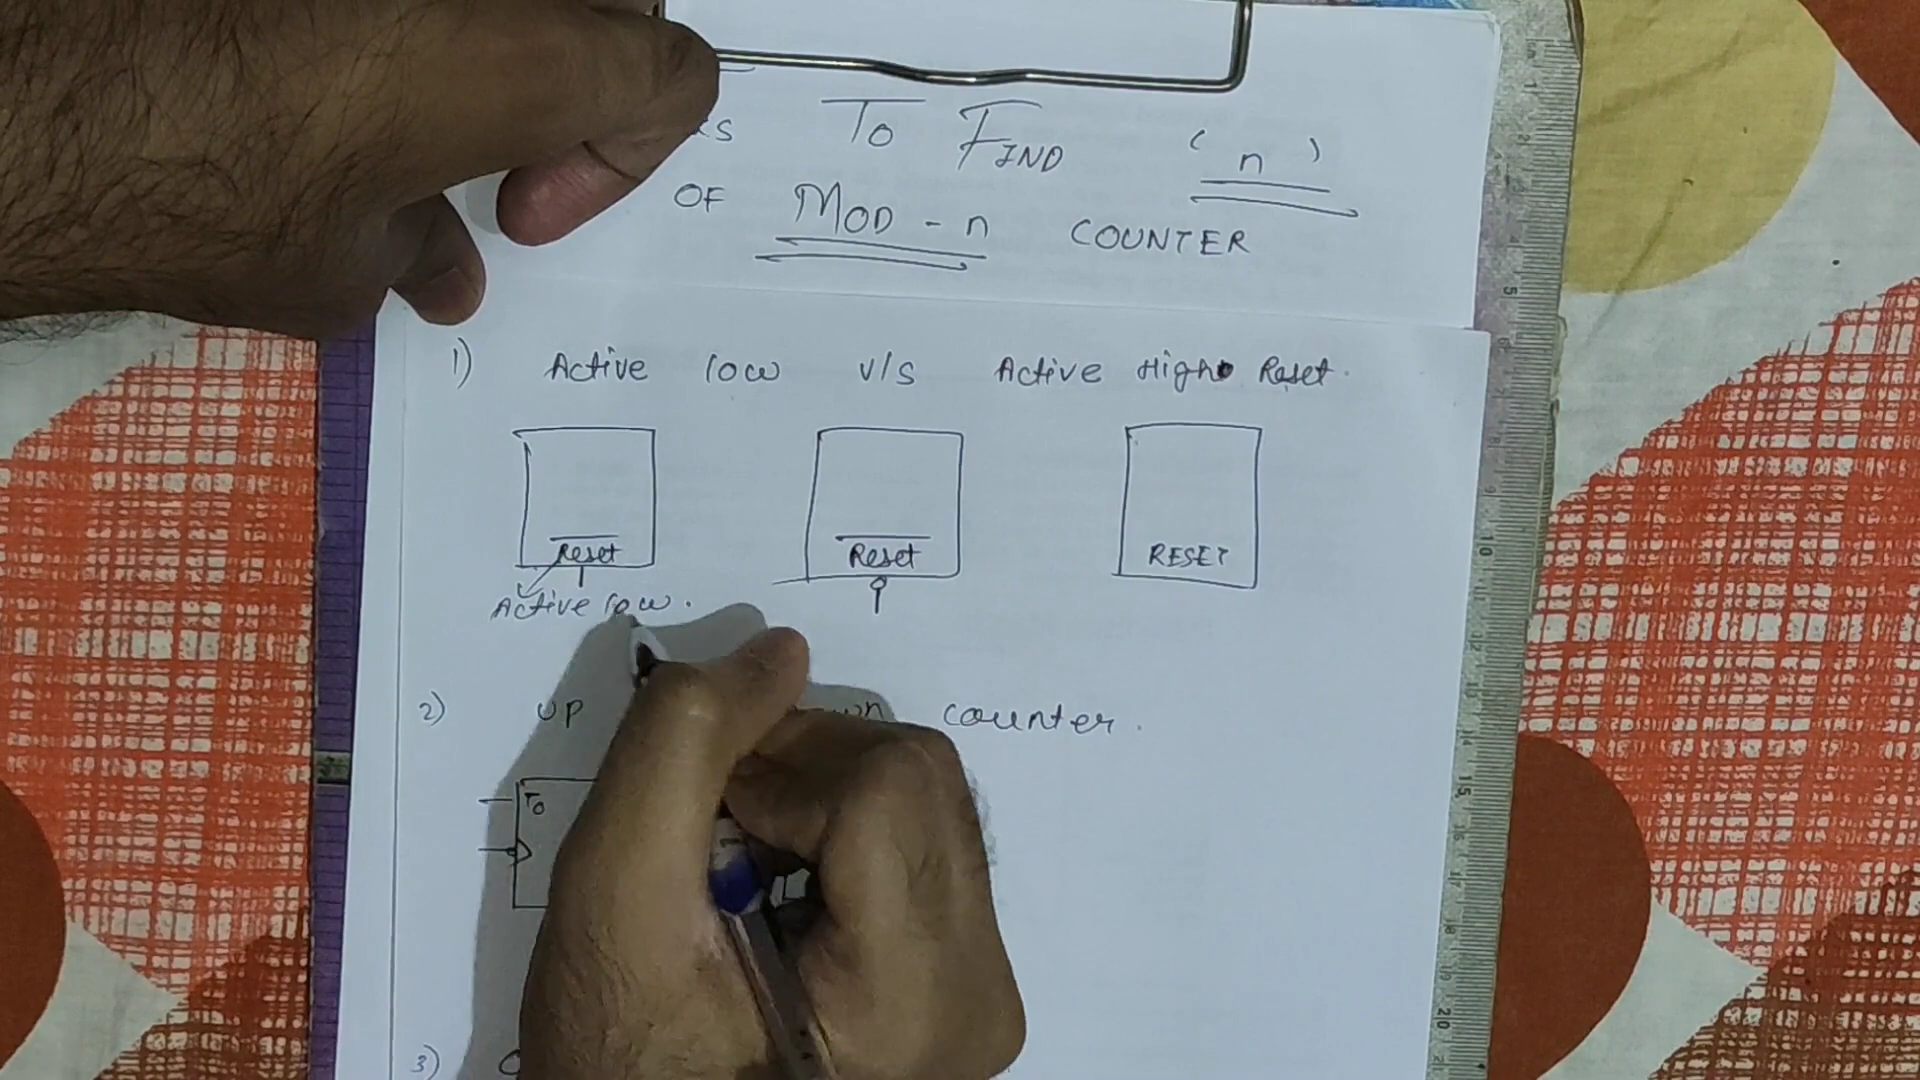 TO FIND 'n'
OF MOD - n COUNTER
1) Active low v/s Active High Reset.
Reset Reset RESET
Active low.
2) UP counter.
T0
3)